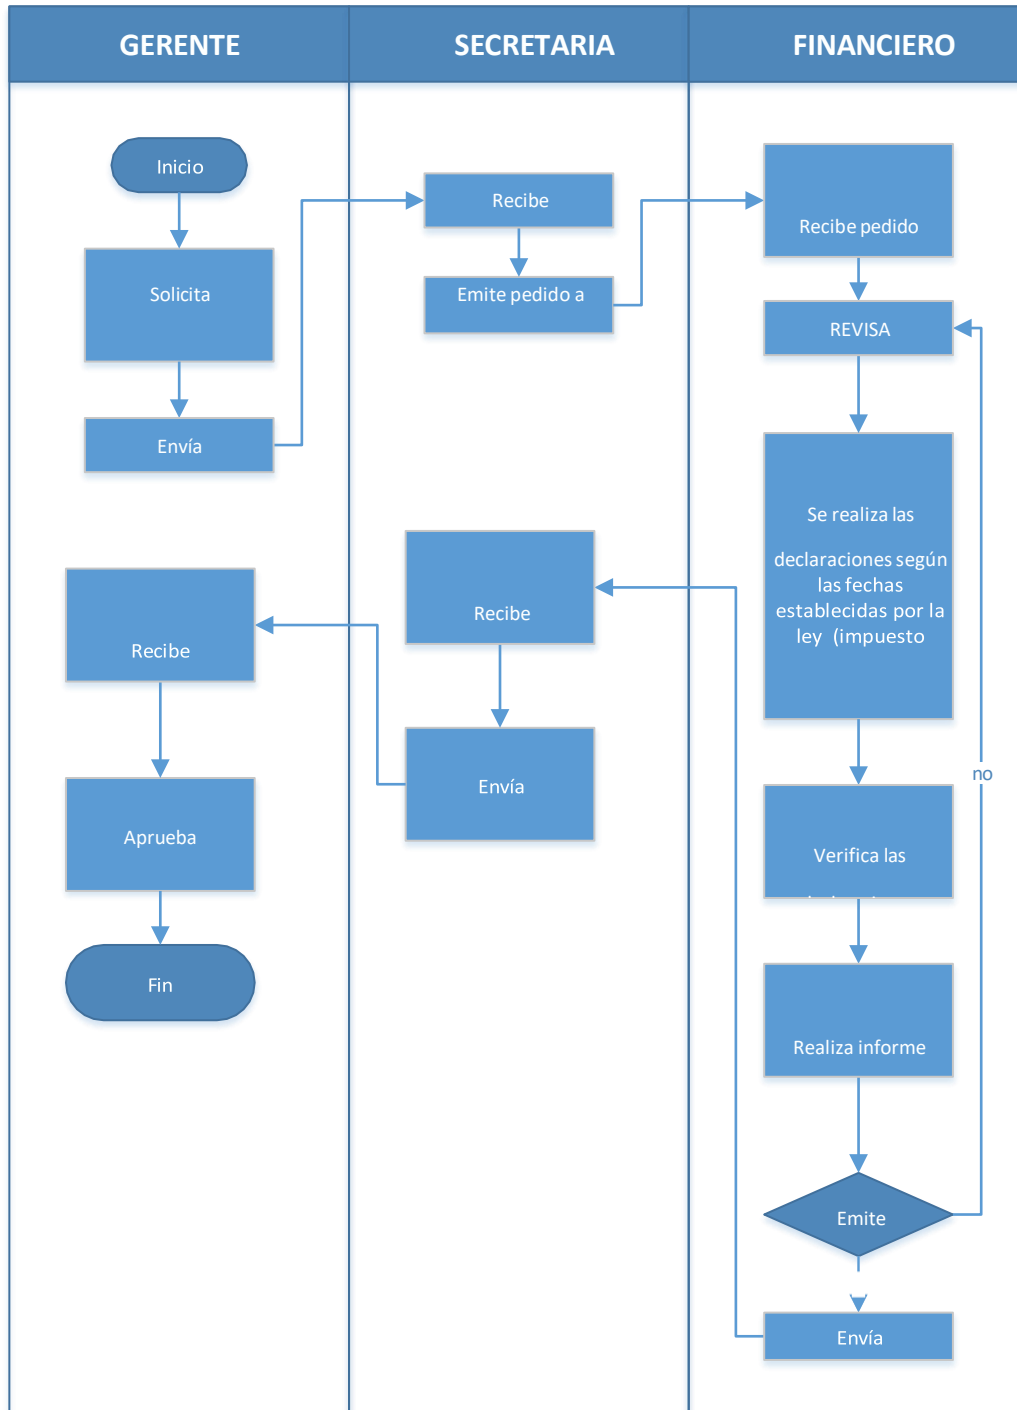 GERENTE
SECRETARIA
FINANCIERO
Inicio
Solicita
Envía
Recibe
Emite pedido a
Recibe pedido
REVISA
Se realiza las
declaraciones según
las fechas
establecidas por la
ley (impuesto
no
Verifica las
Realiza informe
Emite
Envía
Recibe
Envía
Recibe
Aprueba
Fin